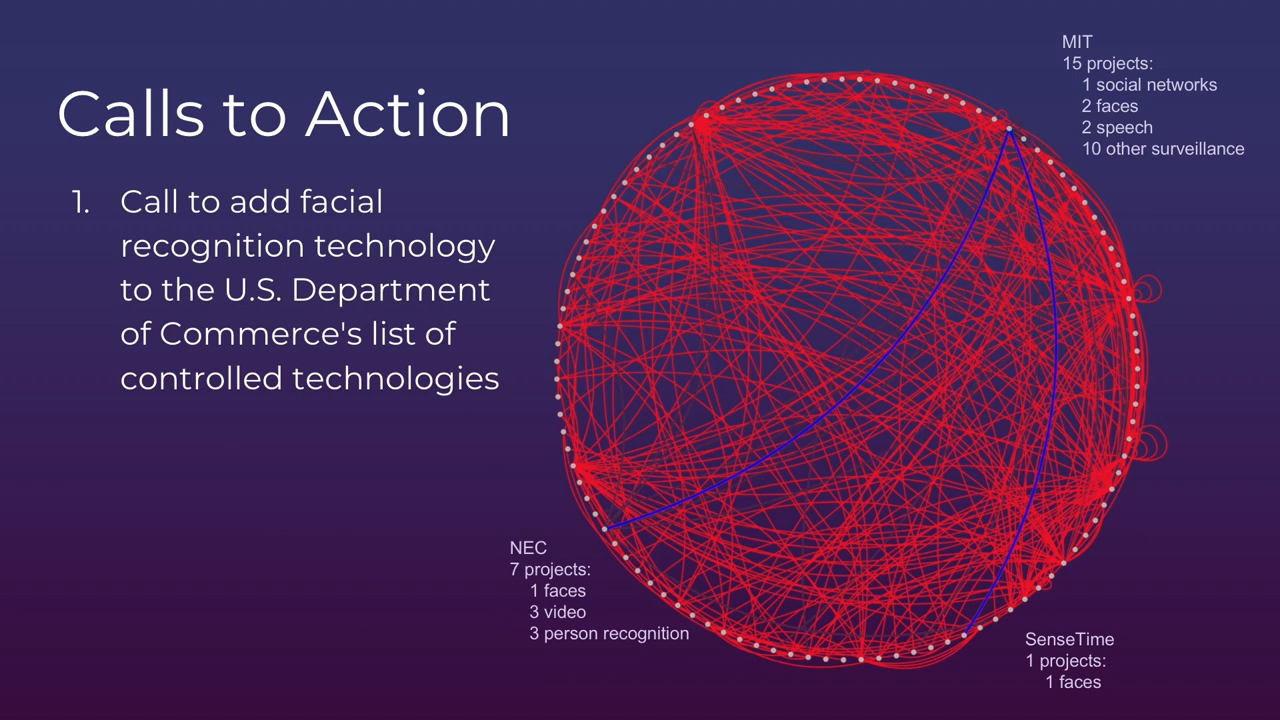 Calls to Action
1. Call to add facial
recognition technology
to the U.S. Department
of Commerce's list of
controlled technologies
MIT
15 projects:
1 social networks
2 faces
2 speech
10 other surveillance
NEC
7 projects:
1 faces
3 video
3 person recognition
SenseTime
1 projects:
1 faces